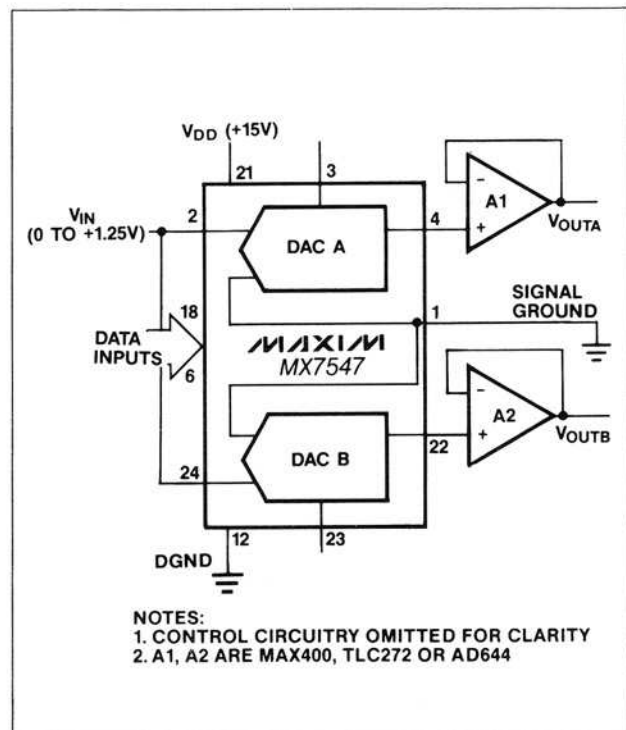 VDD (+15V)
21
3
2
VIN
(0 TO +1.25V)
DAC A
4
A1
-
+
VOUTA
18
DATA
INPUTS
6
MAXIM
MX7547
1
SIGNAL
GROUND
24
DAC B
22
A2
-
+
VOUTB
12
23
DGND
NOTES:
1. CONTROL CIRCUITRY OMITTED FOR CLARITY
2. A1, A2 ARE MAX400, TLC272 OR AD644